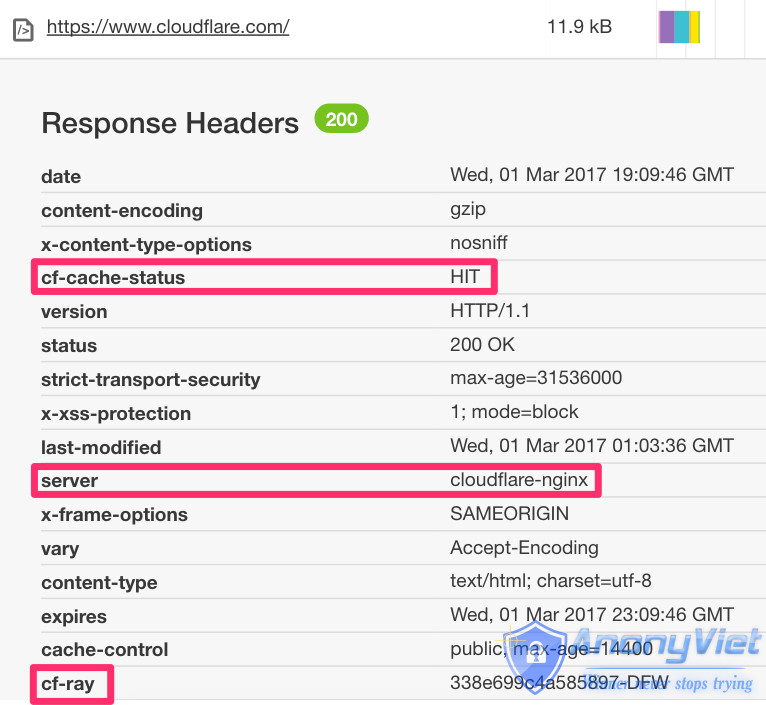 https://www.cloudflare.com/ 11.9 kB
Response Headers 200
date Wed, 01 Mar 2017 19:09:46 GMT
content-encoding gzip
x-content-type-options nosniff
cf-cache-status HIT
version HTTP/1.1
status 200 OK
strict-transport-security max-age=31536000
x-xss-protection 1; mode=block
last-modified Wed, 01 Mar 2017 01:03:36 GMT
server cloudflare-nginx
x-frame-options SAMEORIGIN
vary Accept-Encoding
content-type text/html; charset=utf-8
expires Wed, 01 Mar 2017 23:09:46 GMT
cache-control public, max-age=14400
AnonyViet
cf-ray 338e699c4a585897-DFW
Winner never stops trying